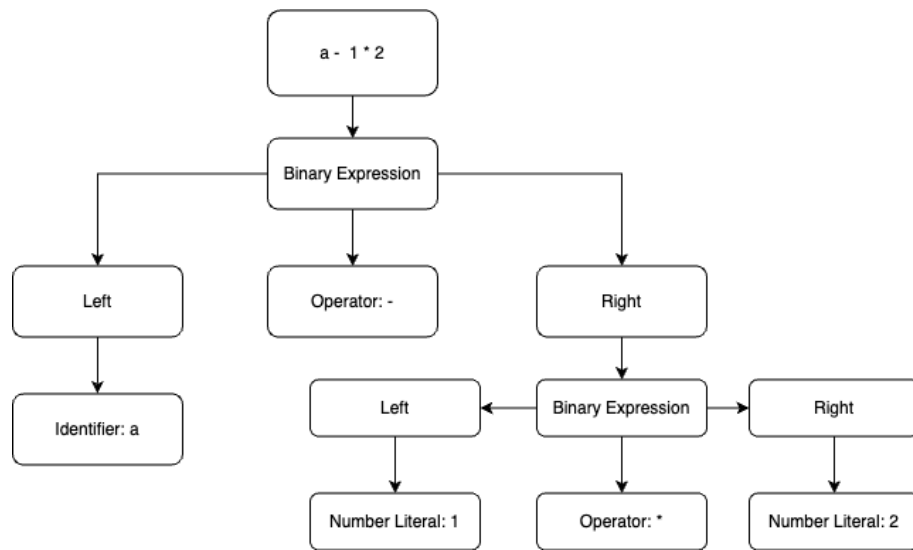 a - 1 * 2
Binary Expression
Left
Operator: -
Right
Identifier: a
Left
Binary Expression
Right
Number Literal: 1
Operator: *
Number Literal: 2